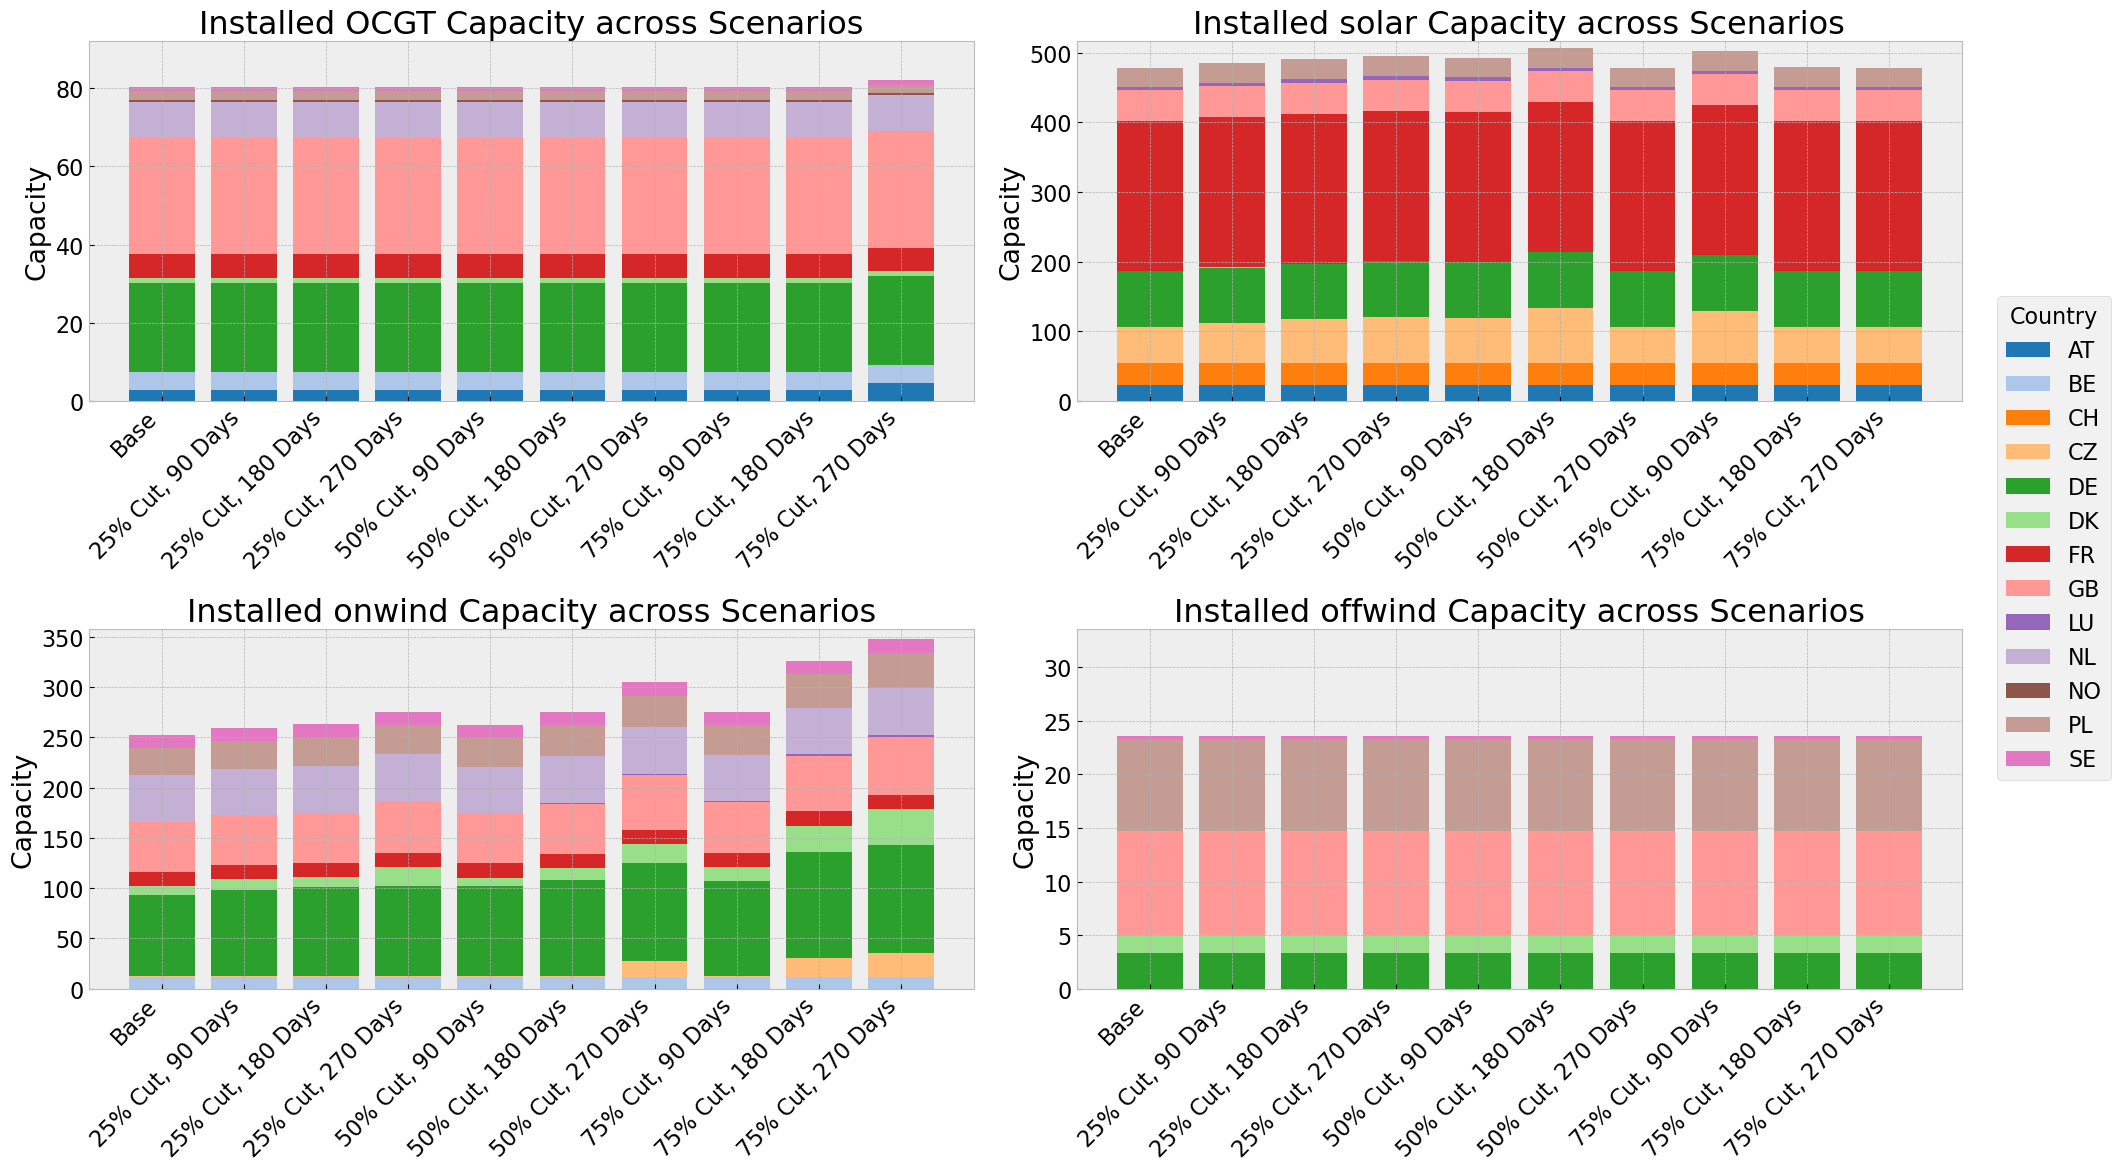 Installed OCGT Capacity across Scenarios
Capacity
80
60
40
20
0
Base
25% Cut, 90 Days
25% Cut, 180 Days
25% Cut, 270 Days
50% Cut, 90 Days
50% Cut, 180 Days
50% Cut, 270 Days
75% Cut, 90 Days
75% Cut, 180 Days
75% Cut, 270 Days
Installed solar Capacity across Scenarios
Capacity
500
400
300
200
100
0
Base
25% Cut, 90 Days
25% Cut, 180 Days
25% Cut, 270 Days
50% Cut, 90 Days
50% Cut, 180 Days
50% Cut, 270 Days
75% Cut, 90 Days
75% Cut, 180 Days
75% Cut, 270 Days
Country
AT
BE
CH
CZ
DE
DK
FR
GB
LU
NL
NO
PL
SE
Installed onwind Capacity across Scenarios
Capacity
350
300
250
200
150
100
50
0
Base
25% Cut, 90 Days
25% Cut, 180 Days
25% Cut, 270 Days
50% Cut, 90 Days
50% Cut, 180 Days
50% Cut, 270 Days
75% Cut, 90 Days
75% Cut, 180 Days
75% Cut, 270 Days
Installed offwind Capacity across Scenarios
Capacity
30
25
20
15
10
5
0
Base
25% Cut, 90 Days
25% Cut, 180 Days
25% Cut, 270 Days
50% Cut, 90 Days
50% Cut, 180 Days
50% Cut, 270 Days
75% Cut, 90 Days
75% Cut, 180 Days
75% Cut, 270 Days